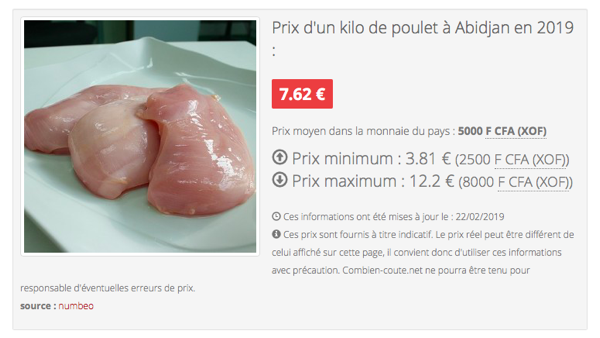 Prix d'un kilo de poulet à Abidjan en 2019
:
7.62 €
Prix moyen dans la monnaie du pays : 5000 F CFA (XOF)
Prix minimum : 3.81 € (2500 F CFA (XOF))
Prix maximum : 12.2 € (8000 F CFA (XOF))
Ces informations ont été mises à jour le : 22/02/2019
Ces prix sont fournis à titre indicatif. Le prix réel peut être différent de
celui affiché sur cette page, il convient donc d'utiliser ces informations
avec précaution. Combien-coute.net ne pourra être tenu pour
responsable d'éventuelles erreurs de prix.
source : numbeo